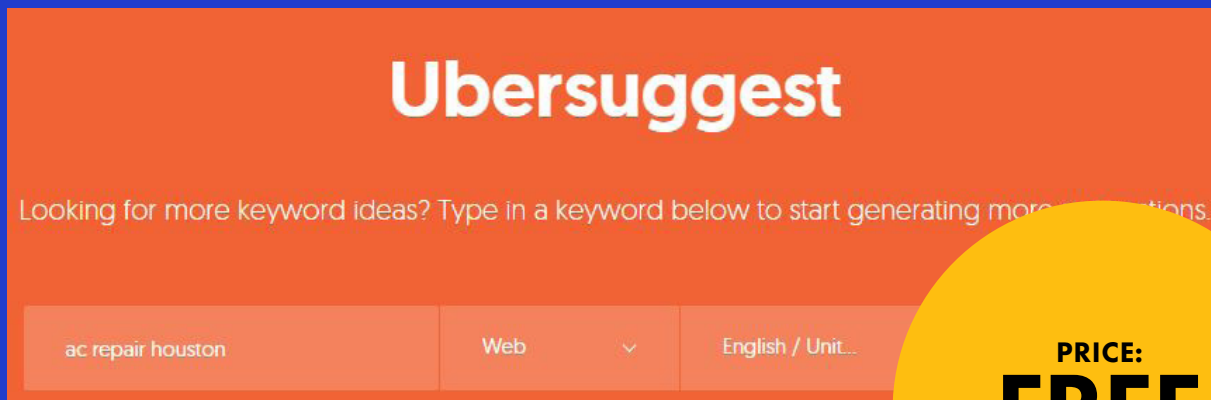 Ubersuggest
Looking for more keyword ideas? Type in a keyword below to start generating more
ac repair houston
Web
English / Unit...
PRICE:
FREE